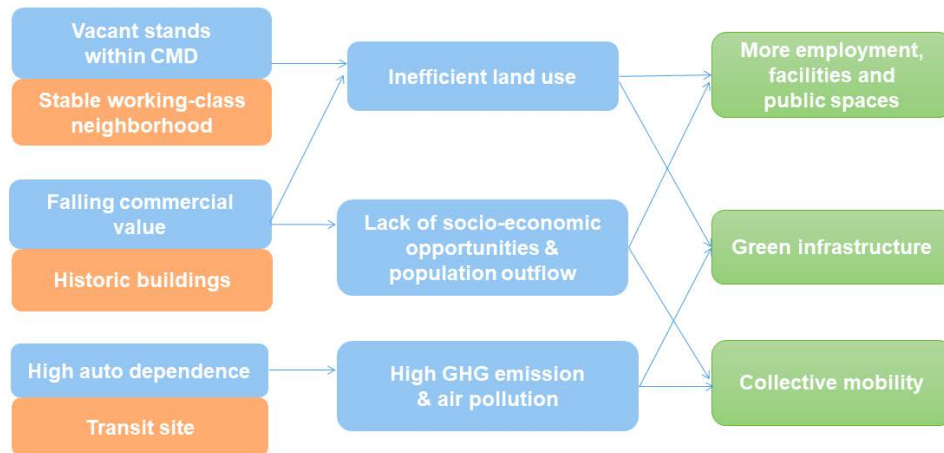 Vacant stands
within CMD
Stable working-class
neighborhood
Falling commercial
value
Historic buildings
High auto dependence
Transit site
Inefficient land use
Lack of socio-economic
opportunities &
population outflow
High GHG emission
& air pollution
More employment,
facilities and
public spaces
Green infrastructure
Collective mobility